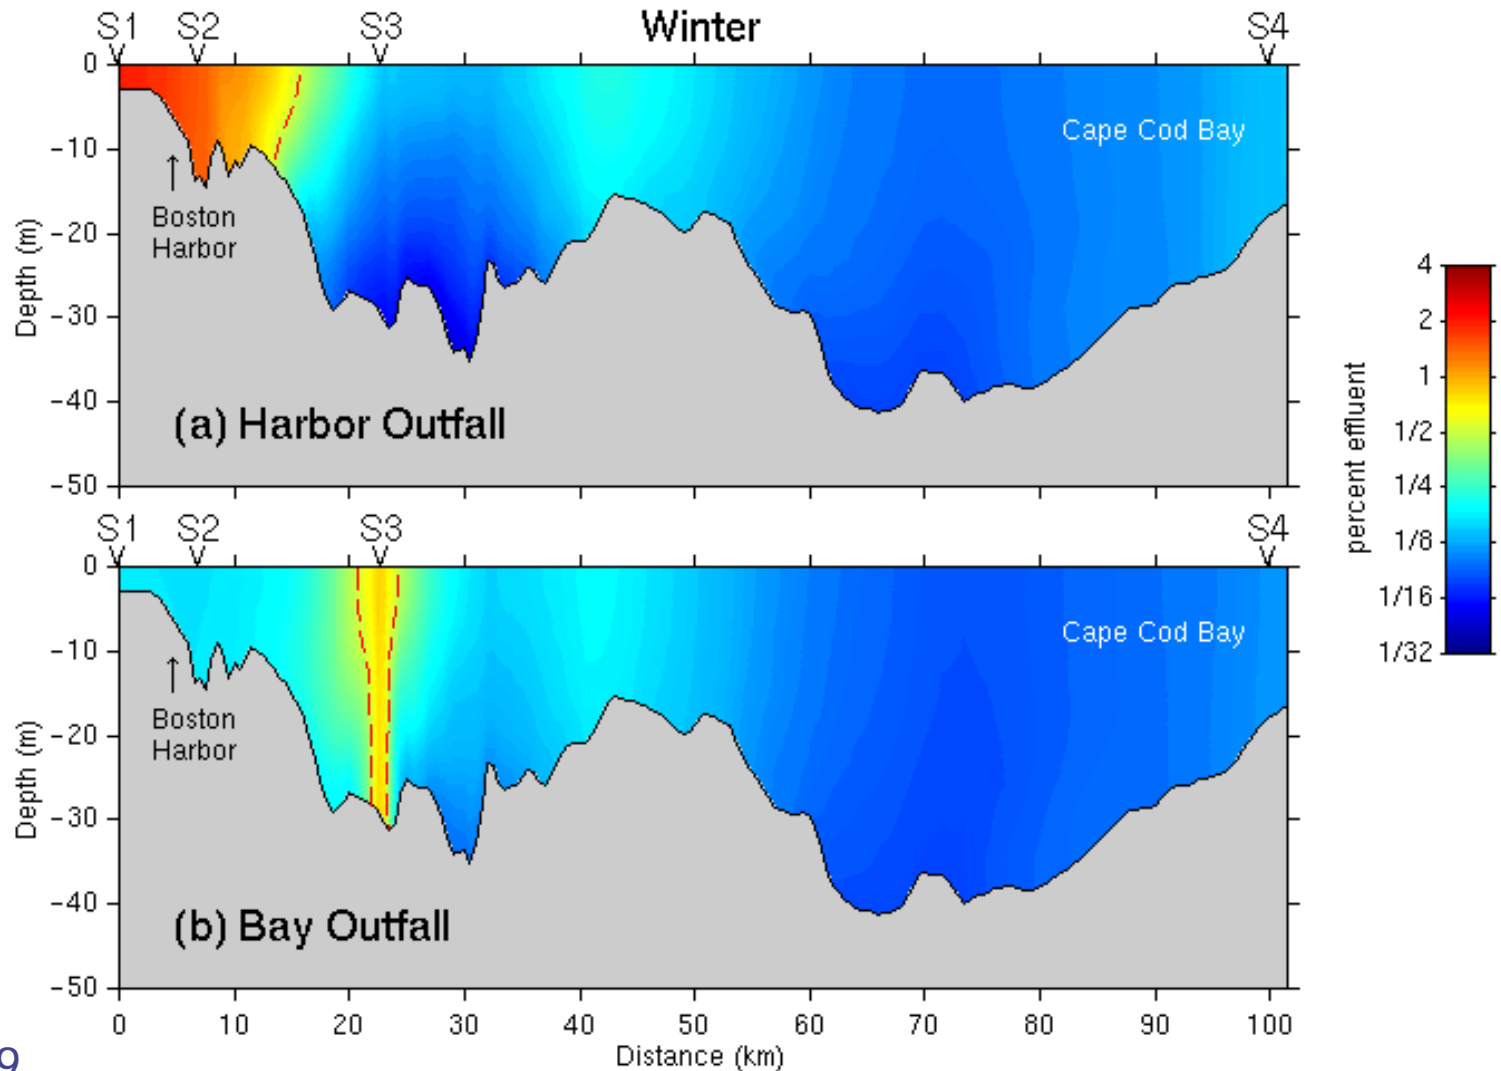 Winter
S1 S2 S3 S4
0
−10
−20
−30
−40
−50
Depth (m)
Cape Cod Bay
↑
Boston
Harbor
(a) Harbor Outfall
S1 S2 S3 S4
0
−10
−20
−30
−40
−50
Depth (m)
Cape Cod Bay
↑
Boston
Harbor
(b) Bay Outfall
0 10 20 30 40 50 60 70 80 90 100
Distance (km)
percent effluent
4
2
1
1/2
1/4
1/8
1/16
1/32
9